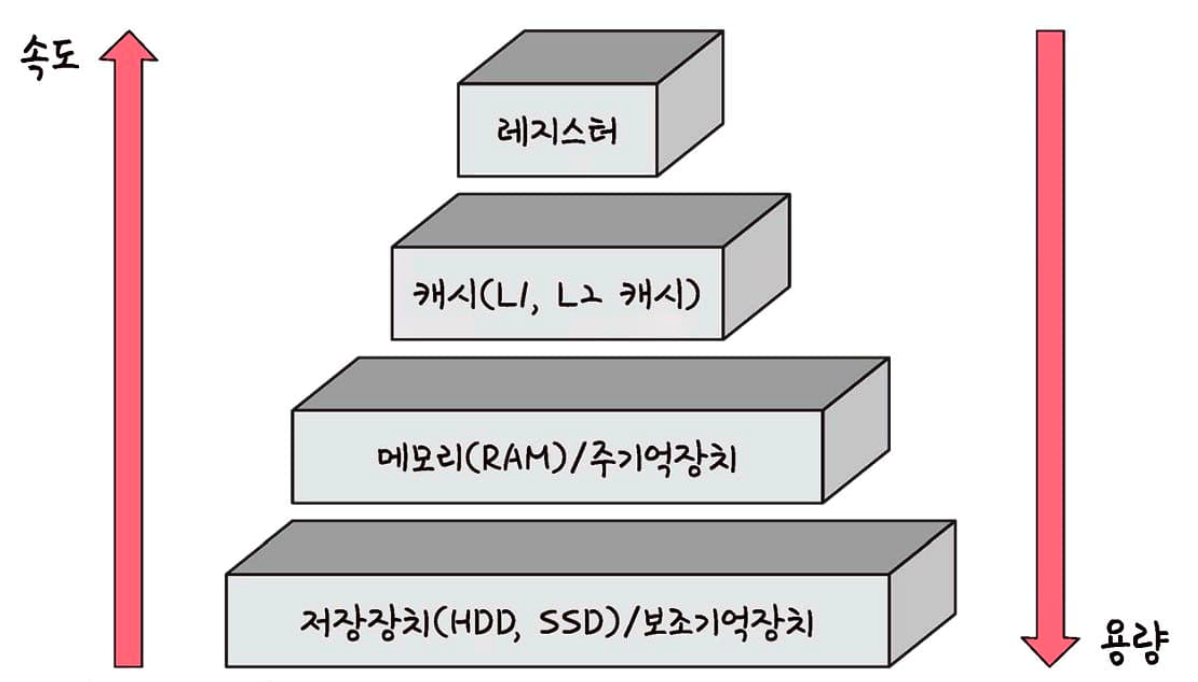 속도
레지스터
캐시(L1, L2 캐시)
메모리(RAM)/주기억장치
저장장치(HDD, SSD)/보조기억장치
용량